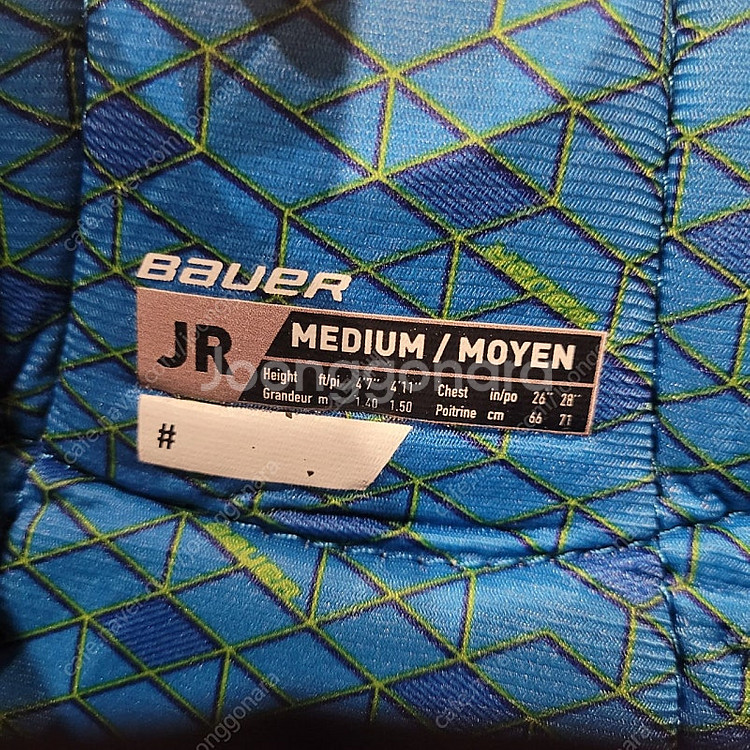 BAUER
JR
MEDIUM / MOYEN
Height ft/pi 4'7" 4'11" Chest in/po 26" 28"
Grandeur m 1.40 1.50 Poitrine cm 66 71
#
Joonggonara